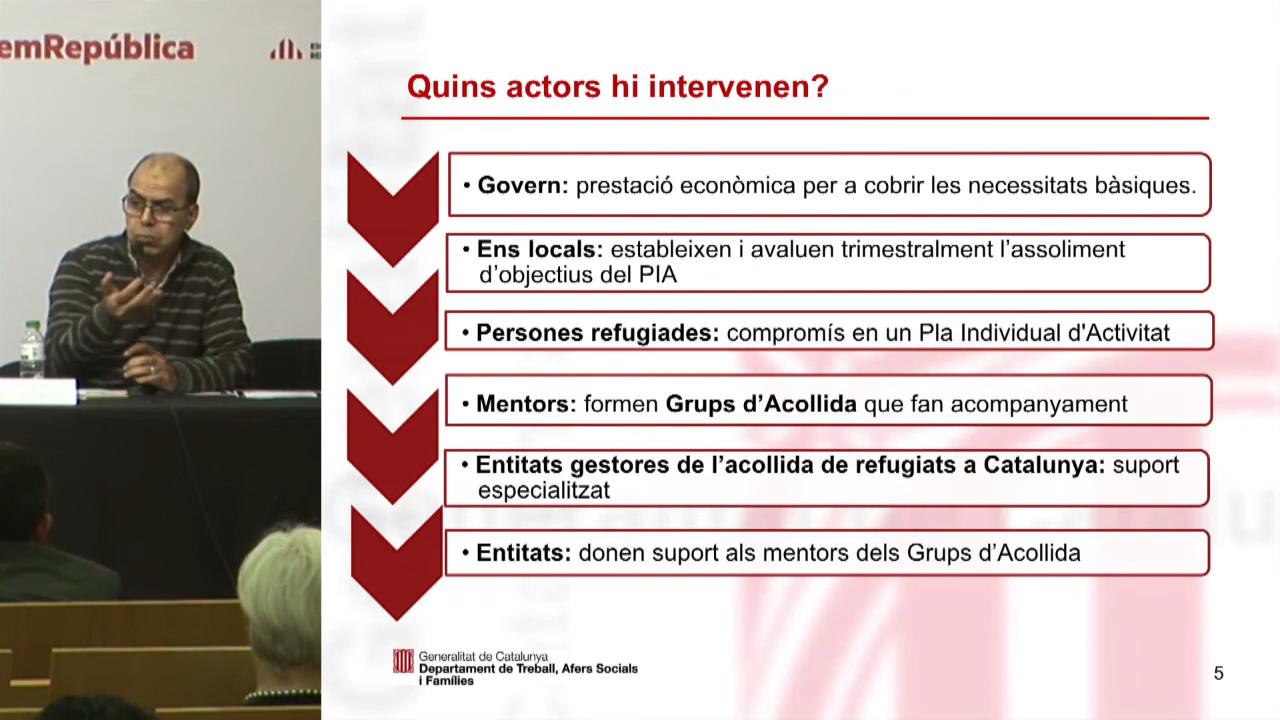 emRepública
Quins actors hi intervenen?
• Govern: prestació econòmica per a cobrir les necessitats bàsiques.
• Ens locals: estableixen i avaluen trimestralment l’assoliment
d’objectius del PIA
• Persones refugiades: compromís en un Pla Individual d'Activitat
• Mentors: formen Grups d’Acollida que fan acompanyament
• Entitats gestores de l’acollida de refugiats a Catalunya: suport
especialitzat
• Entitats: donen suport als mentors dels Grups d’Acollida
Generalitat de Catalunya
Departament de Treball, Afers Socials
i Famílies
5